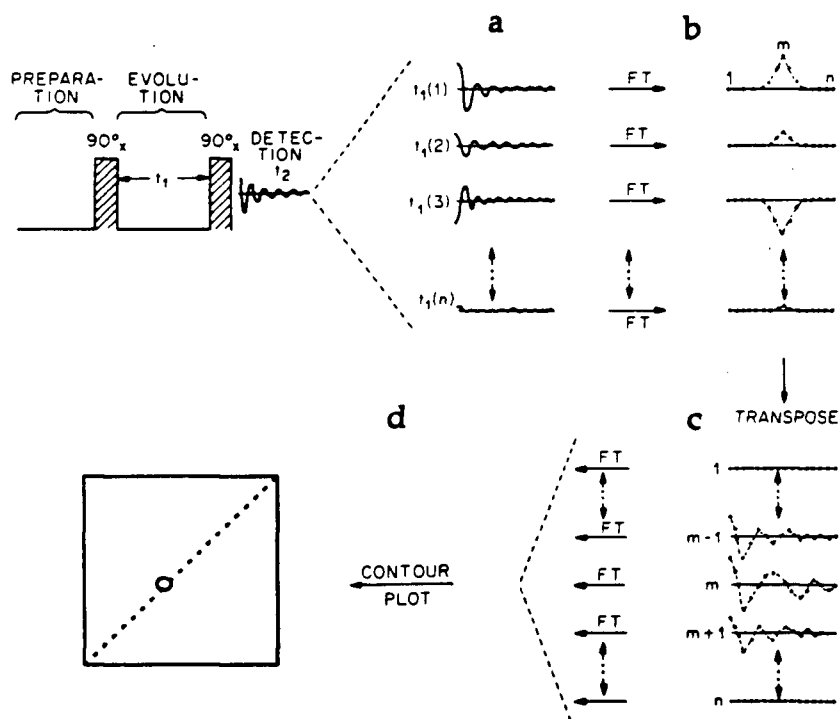 a
b
PREPARA-
TION
EVOLU-
TION
90°x
90°x
DETEC-
TION
t2
t1
t1(1)
FT
1
m
n
t1(2)
FT
t1(3)
FT
t1(n)
FT
TRANSPOSE
d
c
FT
1
FT
m-1
CONTOUR
PLOT
FT
m
FT
m+1
n